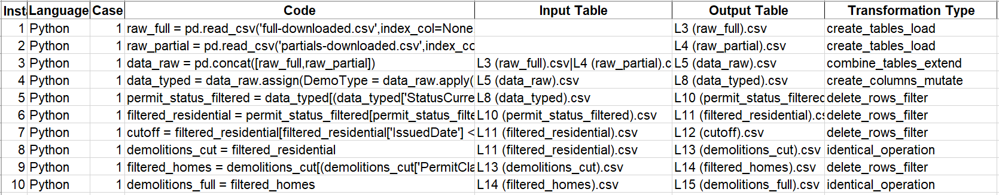 Inst Language Case Code Input Table Output Table Transformation Type
1 Python 1 raw_full = pd.read_csv('full-downloaded.csv',index_col=None L3 (raw_full).csv create_tables_load
2 Python 1 raw_partial = pd.read_csv('partials-downloaded.csv',index_co L4 (raw_partial).csv create_tables_load
3 Python 1 data_raw = pd.concat([raw_full,raw_partial]) L3 (raw_full).csv|L4 (raw_partial).c L5 (data_raw).csv combine_tables_extend
4 Python 1 data_typed = data_raw.assign(DemoType = data_raw.apply( L5 (data_raw).csv L8 (data_typed).csv create_columns_mutate
5 Python 1 permit_status_filtered = data_typed[(data_typed['StatusCurre L8 (data_typed).csv L10 (permit_status_filtered delete_rows_filter
6 Python 1 filtered_residential = permit_status_filtered[permit_status_filte L10 (permit_status_filtered).csv L11 (filtered_residential).cs delete_rows_filter
7 Python 1 cutoff = filtered_residential[filtered_residential['IssuedDate'] < L11 (filtered_residential).csv L12 (cutoff).csv delete_rows_filter
8 Python 1 demolitions_cut = filtered_residential L11 (filtered_residential).csv L13 (demolitions_cut).csv identical_operation
9 Python 1 filtered_homes = demolitions_cut[(demolitions_cut['PermitCla L13 (demolitions_cut).csv L14 (filtered_homes).csv delete_rows_filter
10 Python 1 demolitions_full = filtered_homes L14 (filtered_homes).csv L15 (demolitions_full).csv identical_operation